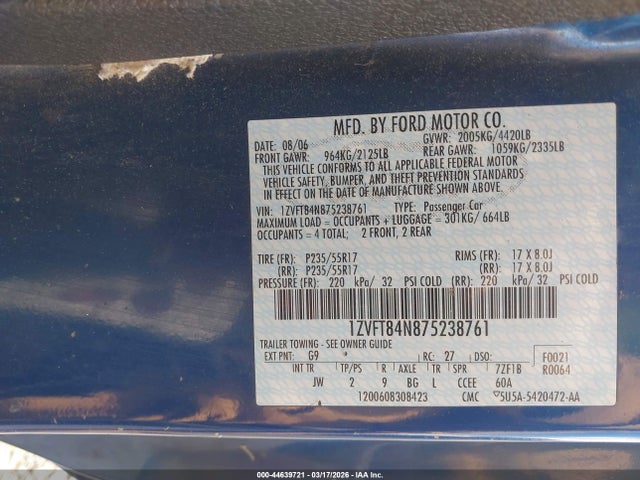 MFD. BY FORD MOTOR CO.
DATE: 08/06 GVWR: 2005KG/4420LB
FRONT GAWR: 964KG/2125LB REAR GAWR: 1059KG/2335LB
THIS VEHICLE CONFORMS TO ALL APPLICABLE FEDERAL MOTOR
VEHICLE SAFETY, BUMPER, AND THEFT PREVENTION STANDARDS
IN EFFECT ON THE DATE OF MANUFACTURE SHOWN ABOVE.
VIN: 1ZVFT84N875238761 TYPE: Passenger Car
MAXIMUM LOAD = OCCUPANTS + LUGGAGE = 301KG/ 664LB
OCCUPANTS = 4 TOTAL; 2 FRONT, 2 REAR
TIRE (FR): P235/55R17 RIMS (FR): 17 X 8.0J
(RR): P235/55R17 (RR): 17 X 8.0J
PRESSURE (FR): 220 kPa/ 32 PSI COLD (RR): 220 kPa/ 32 PSI COLD
1ZVFT84N875238761
TRAILER TOWING - SEE OWNER GUIDE
EXT PNT: G9 RC: 27 DSO: F0021
INT TR TP/PS R AXLE TR SPR 7ZF1B R0064
JW 2 9 BG L CCEE 60A
1200608308423 CMC 5U5A-5420472-AA
000-44639721 - 03/17/2026 - IAA Inc.